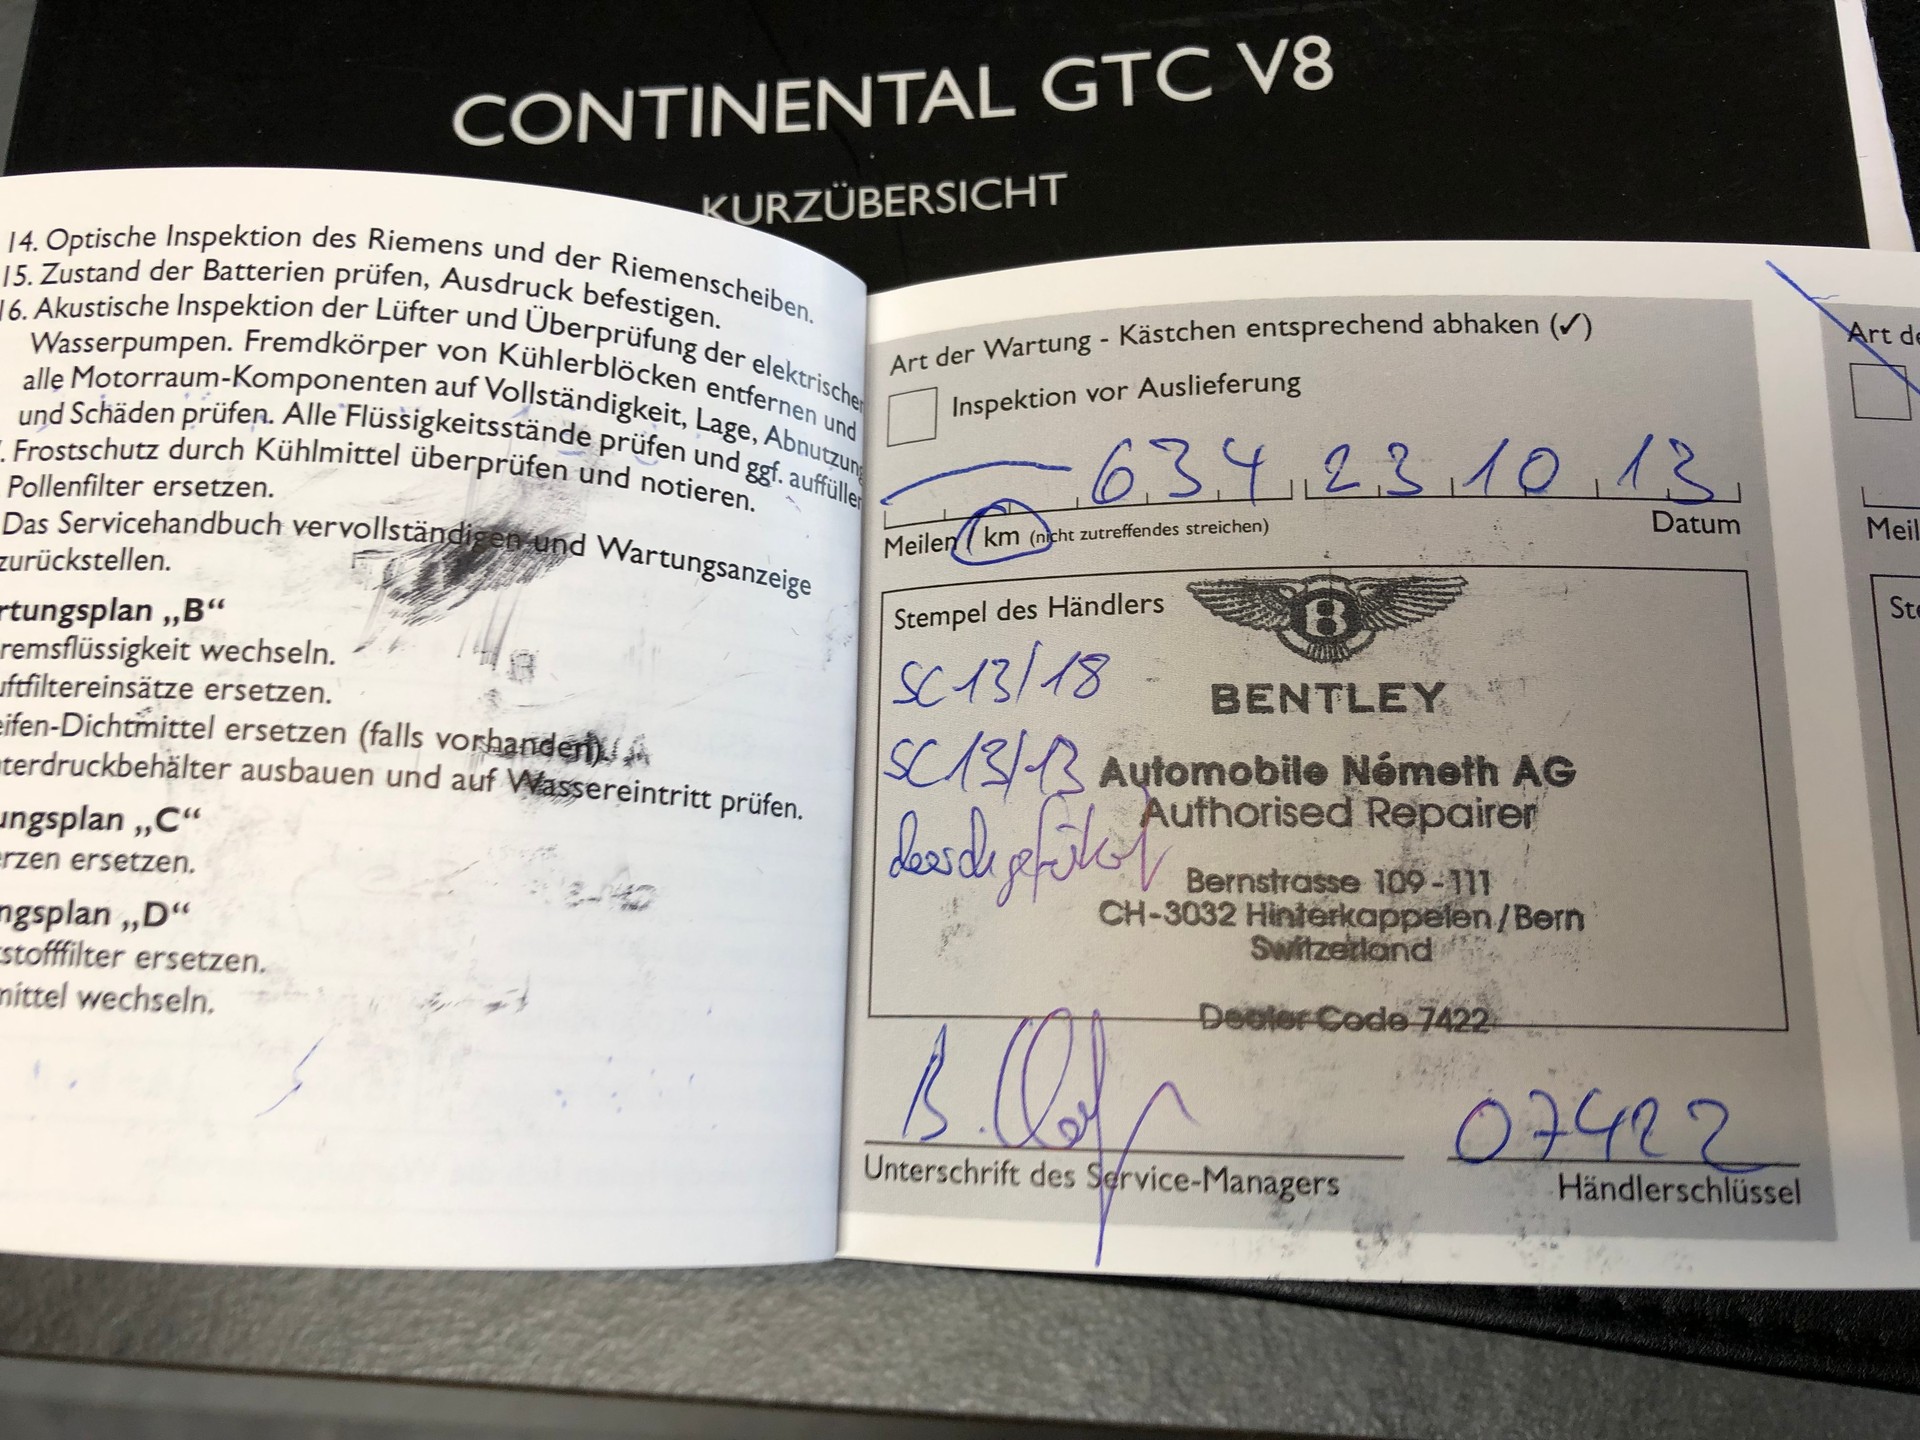 CONTINENTAL GTC V8
KURZÜBERSICHT
14. Optische Inspektion des Riemens und der Riemenscheiben.
15. Zustand der Batterien prüfen, Ausdruck befestigen.
16. Akustische Inspektion der Lüfter und Überprüfung der elektrischen
Wasserpumpen. Fremdkörper von Kühlerblöcken entfernen und
alle Motorraum-Komponenten auf Vollständigkeit, Lage, Abnutzung
und Schäden prüfen. Alle Flüssigkeitsstände prüfen und ggf. auffüllen
. Frostschutz durch Kühlmittel überprüfen und notieren.
Pollenfilter ersetzen.
Das Servicehandbuch vervollständigen und Wartungsanzeige
zurückstellen.
rtungsplan „B“
remsflüssigkeit wechseln.
uftfiltereinsätze ersetzen.
eifen-Dichtmittel ersetzen (falls vorhanden).
terdruckbehälter ausbauen und auf Wassereintritt prüfen.
ungsplan „C“
erzen ersetzen.
ngsplan „D“
stofffilter ersetzen.
mittel wechseln.
Art der Wartung - Kästchen entsprechend abhaken (✓)
Inspektion vor Auslieferung
634 23 10 13
Meilen / km (nicht zutreffendes streichen)
Datum
Stempel des Händlers
SC13/18
SC13/13
durchgeführt
B
BENTLEY
Automobile Németh AG
Authorised Repairer
Bernstrasse 109-111
CH-3032 Hinterkappelen/Bern
Switzerland
Dealer Code 7422
B.
07422
Unterschrift des Service-Managers
Händlerschlüssel
Art de
Meil
Ste